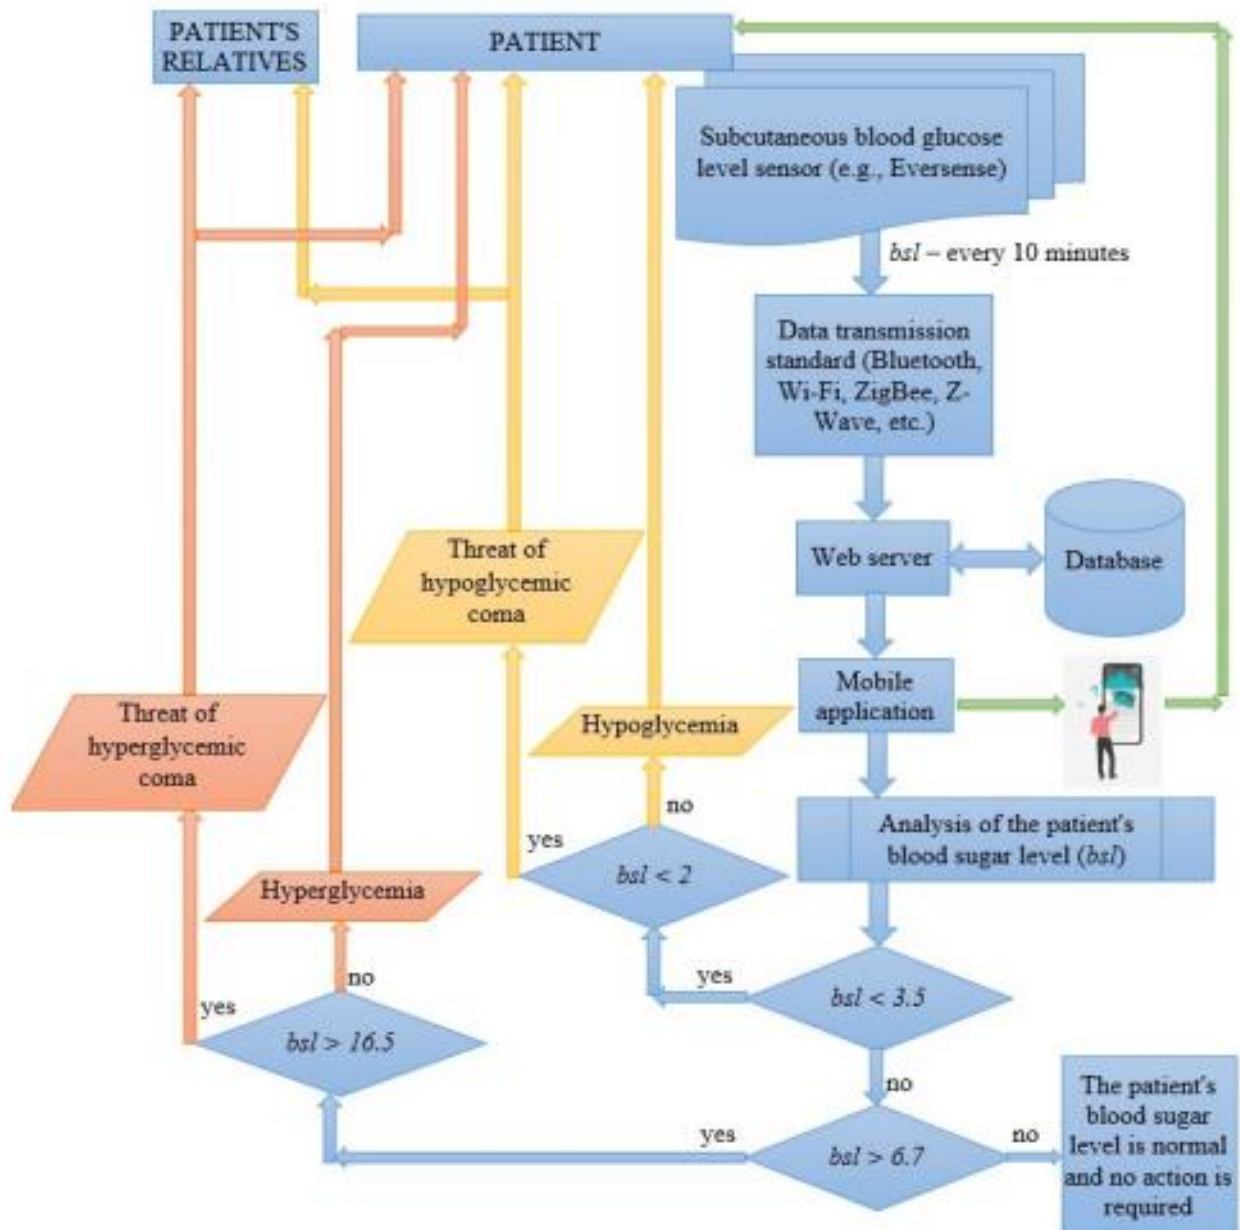 PATIENT'S
RELATIVES
PATIENT
Subcutaneous blood glucose
level sensor (e.g., Eversense)
bsl – every 10 minutes
Data transmission
standard (Bluetooth,
Wi-Fi, ZigBee, Z-
Wave, etc.)
Web server
Database
Mobile
application
Threat of
hypoglycemic
coma
Hypoglycemia
Threat of
hyperglycemic
coma
Hyperglycemia
Analysis of the patient's
blood sugar level (bsl)
no
yes
bsl < 2
yes
bsl < 3.5
no
yes
bsl > 16.5
no
yes
bsl > 6.7
no
The patient's
blood sugar
level is normal
and no action is
required